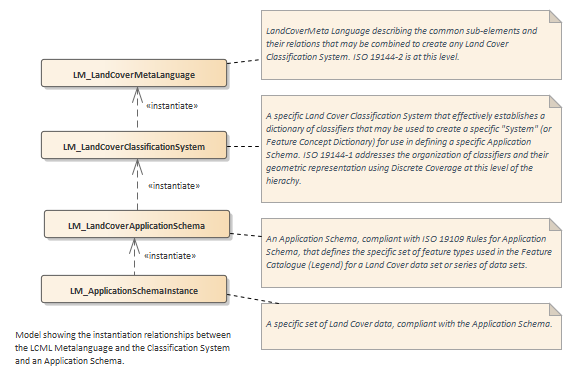 LandCoverMeta Language describing the common sub-elements and
their relations that may be combined to create any Land Cover
Classification System. ISO 19144-2 is at this level.
LM_LandCoverMetaLanguage
«instantiate»
A specific Land Cover Classification System that effectively establishes a
dictionary of classifiers that may be used to create a specific "System" (or
Feature Concept Dictionary) for use in defining a specific Application
Schema. ISO 19144-1 addresses the organization of classifiers and their
geometric representation using Discrete Coverage at this level of the
hierachy.
LM_LandCoverClassificationSystem
«instantiate»
LM_LandCoverApplicationSchema
An Application Schema, compliant with ISO 19109 Rules for Application
Schema, that defines the specific set of feature types used in the Feature
Catalogue (Legend) for a Land Cover data set or series of data sets.
«instantiate»
LM_ApplicationSchemaInstance
A specific set of Land Cover data, compliant with the Application Schema.
Model showing the instantiation relationships between
the LCML Metalanguage and the Classification System
and an Application Schema.